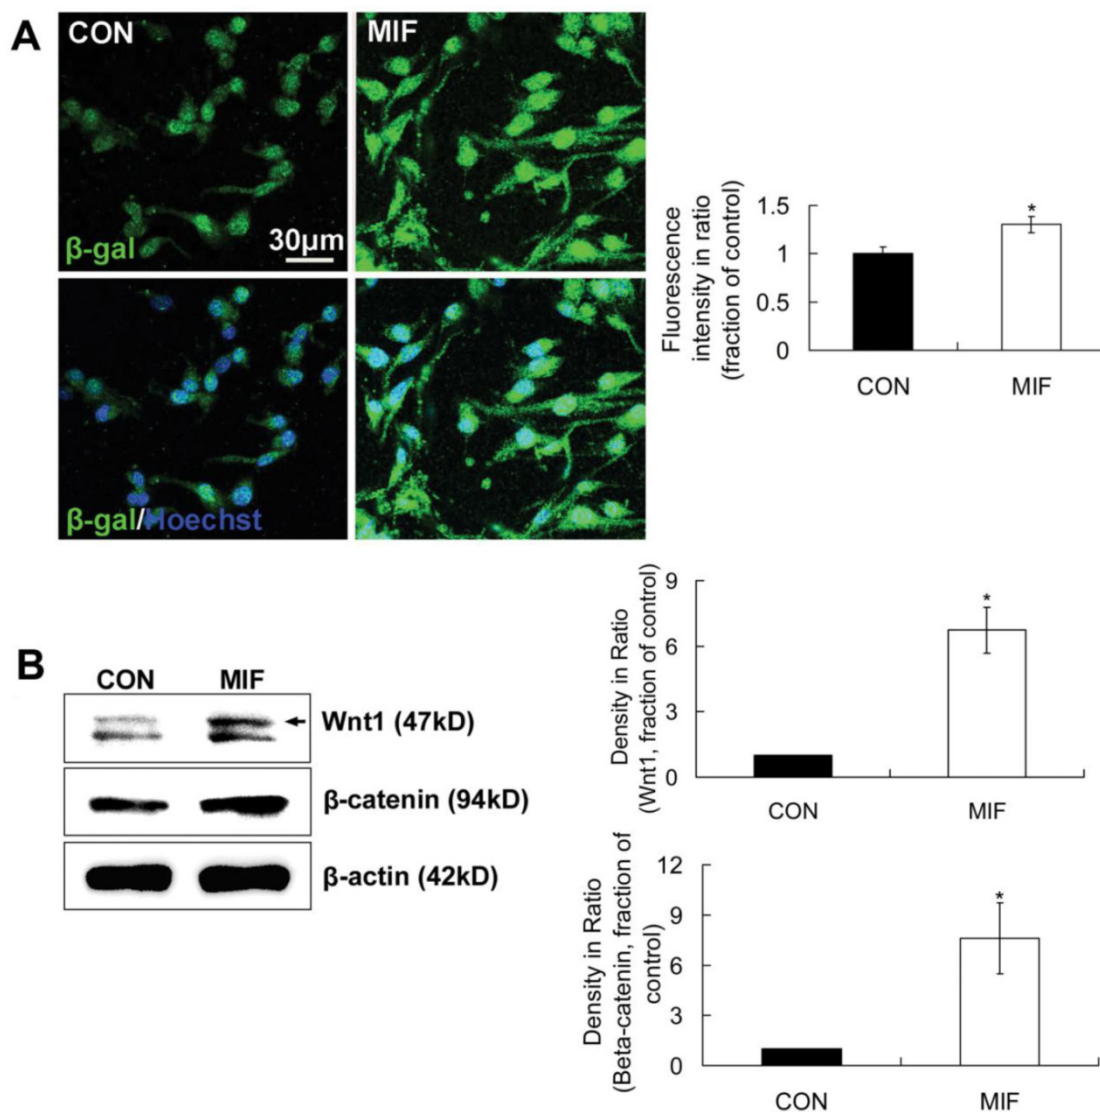 A
CON
MIF
β-gal
30μm
β-gal/Hoechst
Fluorescence
intensity in ratio
(fraction of control)
1.5
1
0.5
0
*
CON
MIF
B
CON
MIF
Wnt1 (47kD)
β-catenin (94kD)
β-actin (42kD)
Density in Ratio
(Wnt1, fraction of control)
9
6
3
0
*
CON
MIF
Density in Ratio
(Beta-catenin, fraction of
control)
12
9
6
3
0
*
CON
MIF